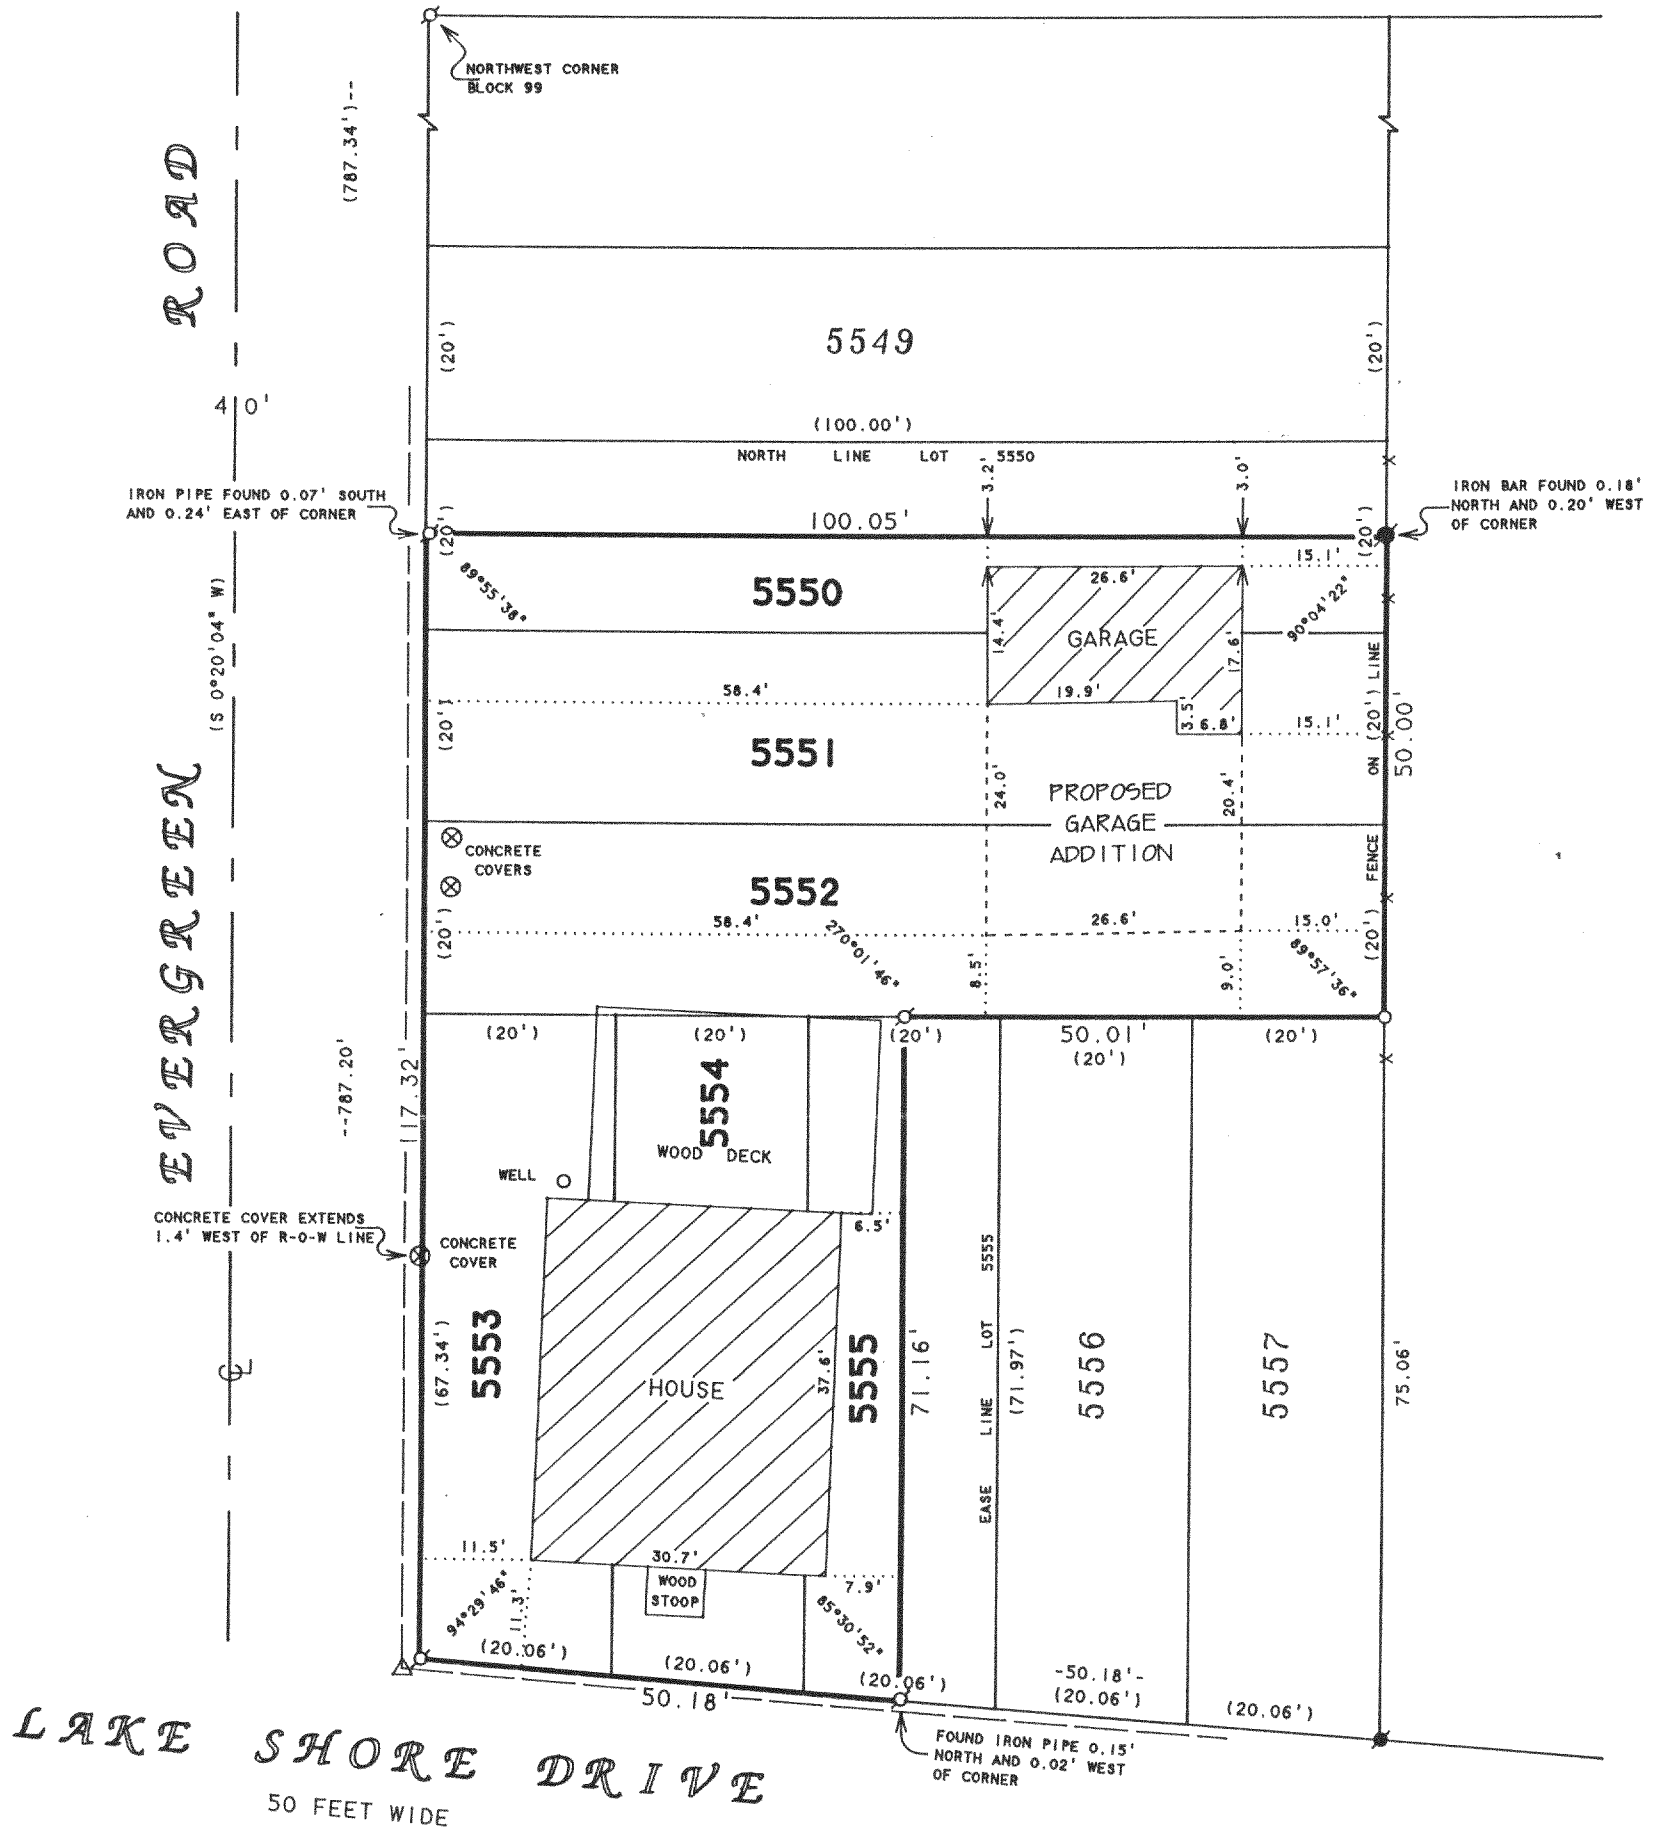 NORTHWEST CORNER
BLOCK 99
(787.34')--
ROAD
5549
(20')
(20')
40'
(100.00')
NORTH LINE LOT 5550
3.2'
3.0'
IRON PIPE FOUND 0.07' SOUTH
AND 0.24' EAST OF CORNER
IRON BAR FOUND 0.18'
NORTH AND 0.20' WEST
OF CORNER
100.05'
(20')
(20')
15.1'
26.6'
89°55'38"
5550
90°04'22"
(S 0°20'04" W)
14.4'
GARAGE
17.6'
58.4'
19.9'
3.5'
6.8'
15.1'
(20')
(20')
50.00'
5551
FENCE ON LINE
EVERGREEN
24.0'
20.4'
PROPOSED
GARAGE
ADDITION
CONCRETE
COVERS
5552
58.4'
26.6'
15.0'
(20')
(20')
270°01'46"
8.5'
9.0'
89°57'36"
(20')
(20')
(20')
50.01'
(20')
(20')
--787.20'
117.32'
5554
WOOD DECK
WELL
CONCRETE COVER EXTENDS
1.4' WEST OF R-O-W LINE
CONCRETE
COVER
6.5'
5553
(67.34')
HOUSE
37.6'
5555
71.16'
EASE LINE LOT 5555
(71.97')
5556
5557
75.06'
CL
11.5'
30.7'
WOOD
STOOP
7.9'
94°29'46"
11.3'
85°30'52"
(20.06')
(20.06')
(20.06')
-50.18'-
(20.06')
(20.06')
50.18'
FOUND IRON PIPE 0.15'
NORTH AND 0.02' WEST
OF CORNER
LAKE SHORE DRIVE
50 FEET WIDE